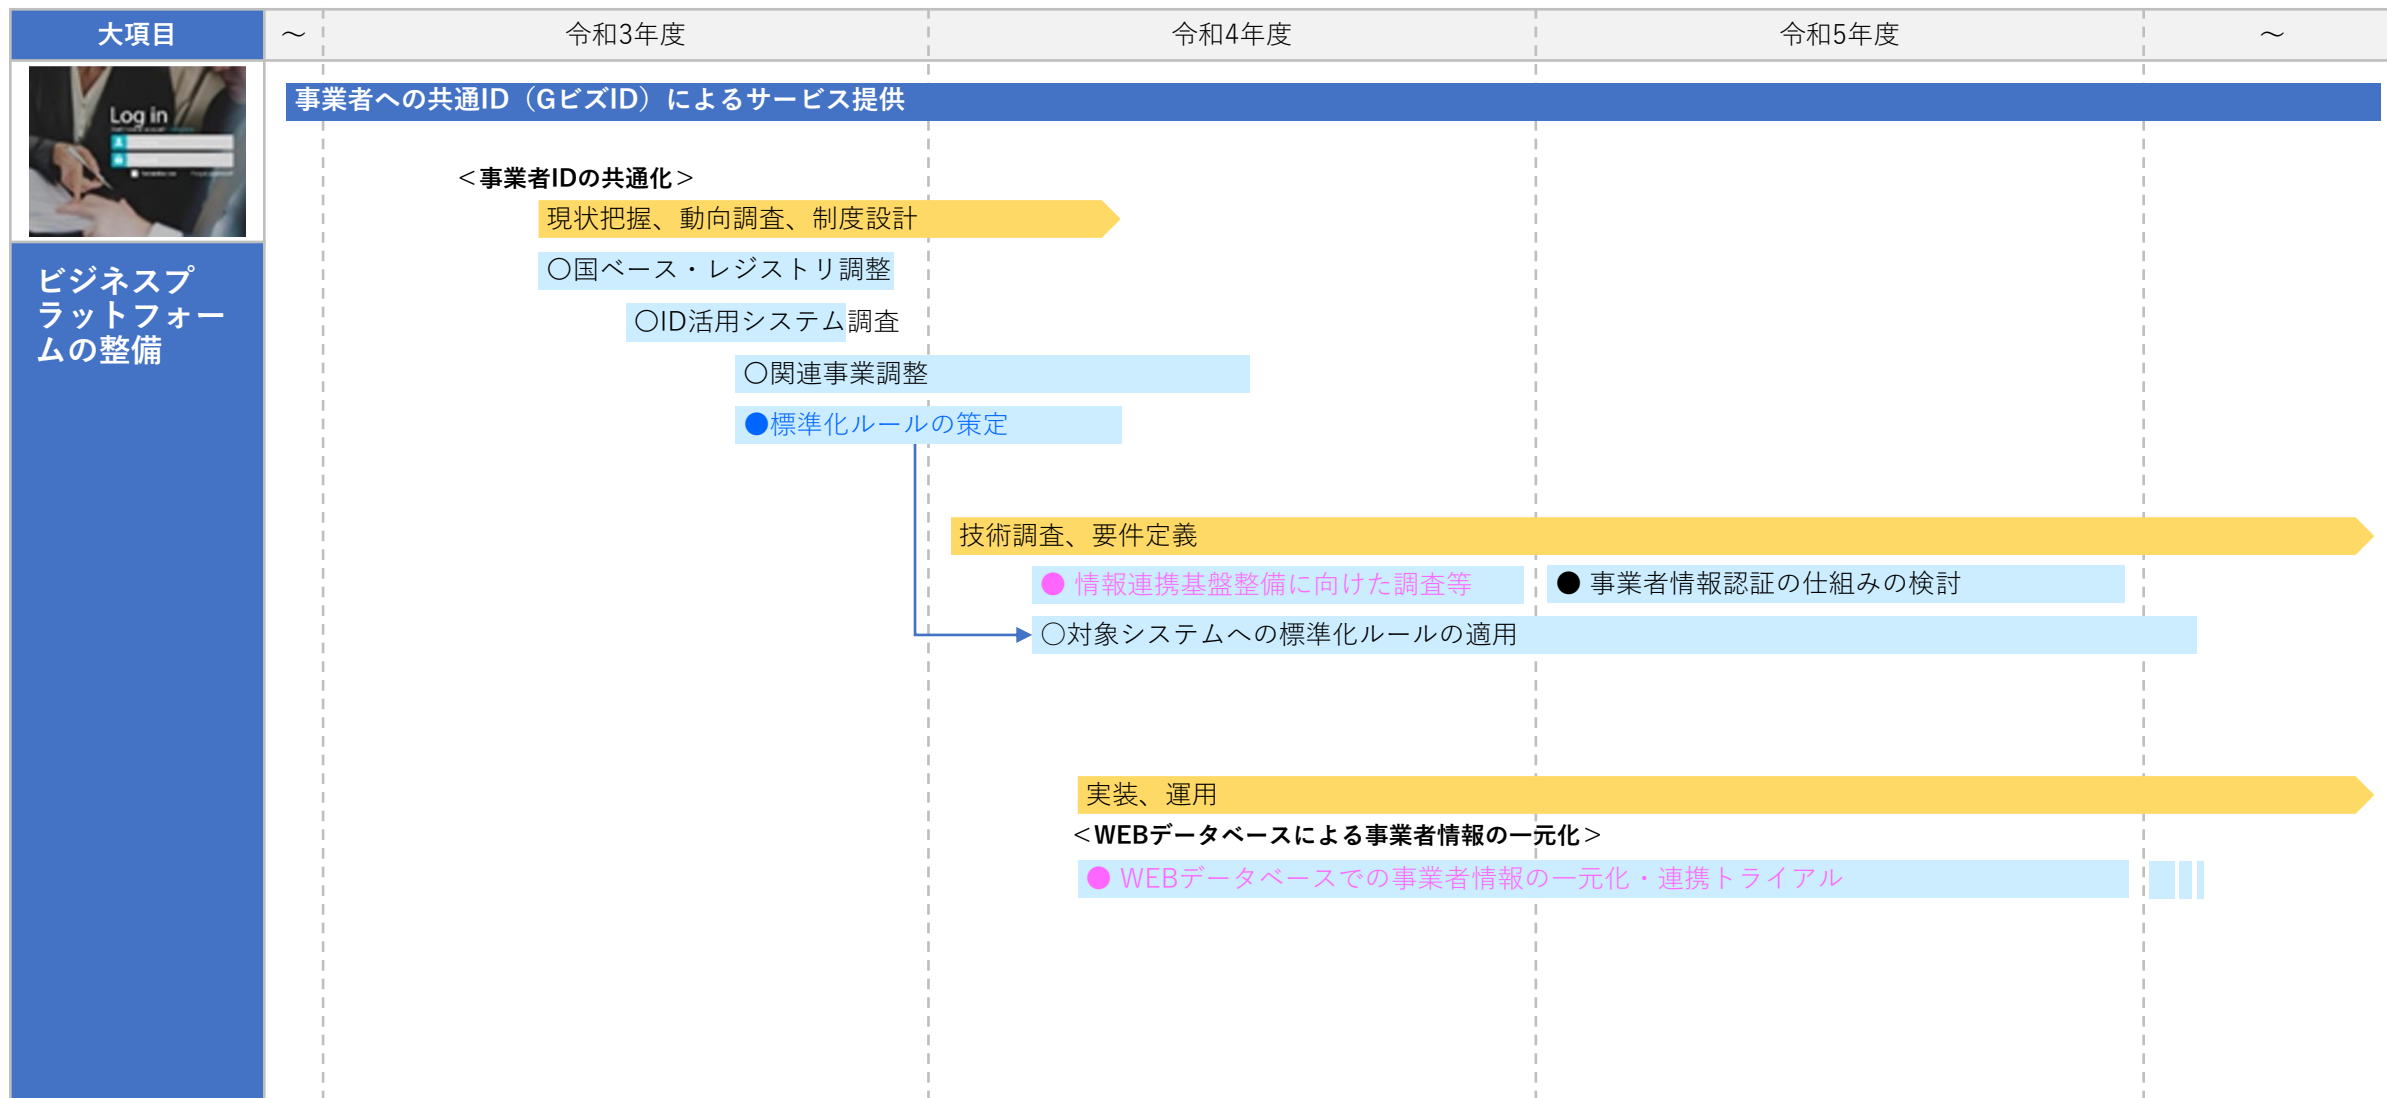 大項目
～
令和3年度
令和4年度
令和5年度
～
Log in
事業者への共通ID（GビズID）によるサービス提供
＜事業者IDの共通化＞
現状把握、動向調査、制度設計
〇国ベース・レジストリ調整
〇ID活用システム調査
〇関連事業調整
●標準化ルールの策定
ビジネスプ
ラットフォー
ムの整備
技術調査、要件定義
● 情報連携基盤整備に向けた調査等
● 事業者情報認証の仕組みの検討
〇対象システムへの標準化ルールの適用
実装、運用
＜WEBデータベースによる事業者情報の一元化＞
● WEBデータベースでの事業者情報の一元化・連携トライアル